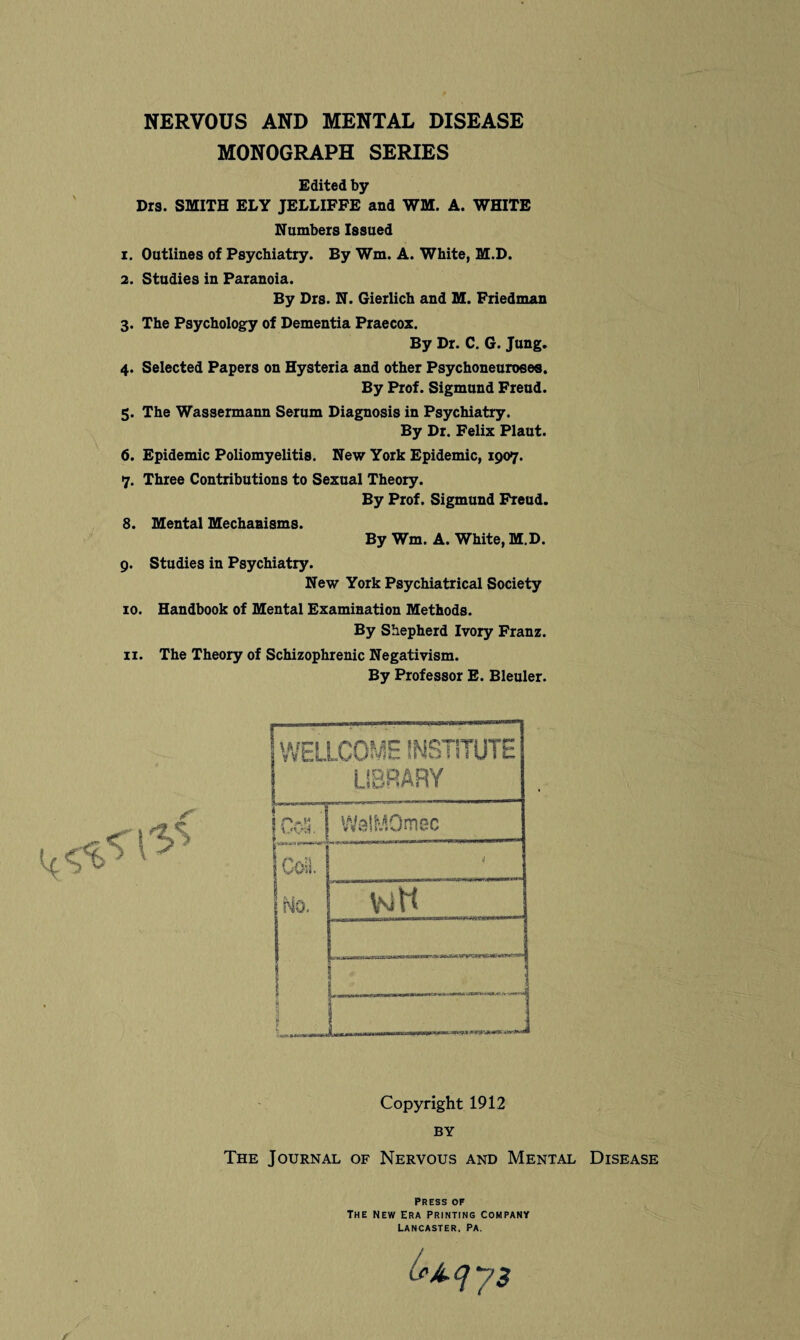 NERVOUS AND MENTAL DISEASE
MONOGRAPH SERIES
Edited by
Drs. SMITH ELY JELLIFFE and WM. A. WHITE
Numbers Issued
1. Outlines of Psychiatry. By Wm. A. White, M.D.
2. Studies in Paranoia.
By Drs. N. Gierlich and M. Friedman
3. The Psychology of Dementia Praecox.
By Dr. C. G. Jung.
4. Selected Papers on Hysteria and other Psychoneuroses.
By Prof. Sigmund Freud.
5. The Wassermann Serum Diagnosis in Psychiatry.
By Dr. Felix Plaut.
6. Epidemic Poliomyelitis. New York Epidemic, 1907.
7. Three Contributions to Sexual Theory.
By Prof. Sigmund Freud.
8. Mental Mechanisms.
By Wm. A. White, M.D.
9. Studies in Psychiatry.
New York Psychiatrical Society
10. Handbook of Mental Examination Methods.
By Shepherd Ivory Franz.
11. The Theory of Schizophrenic Negativism.
By Professor E. Bleuler.
WELLCOME INSTITUTE
LIBRARY
Coll. WelMOmec
Coll.
No. WM
Copyright 1912
BY
The Journal of Nervous and Mental Disease
Press of
The New Era Printing Company
Lancaster, Pa.